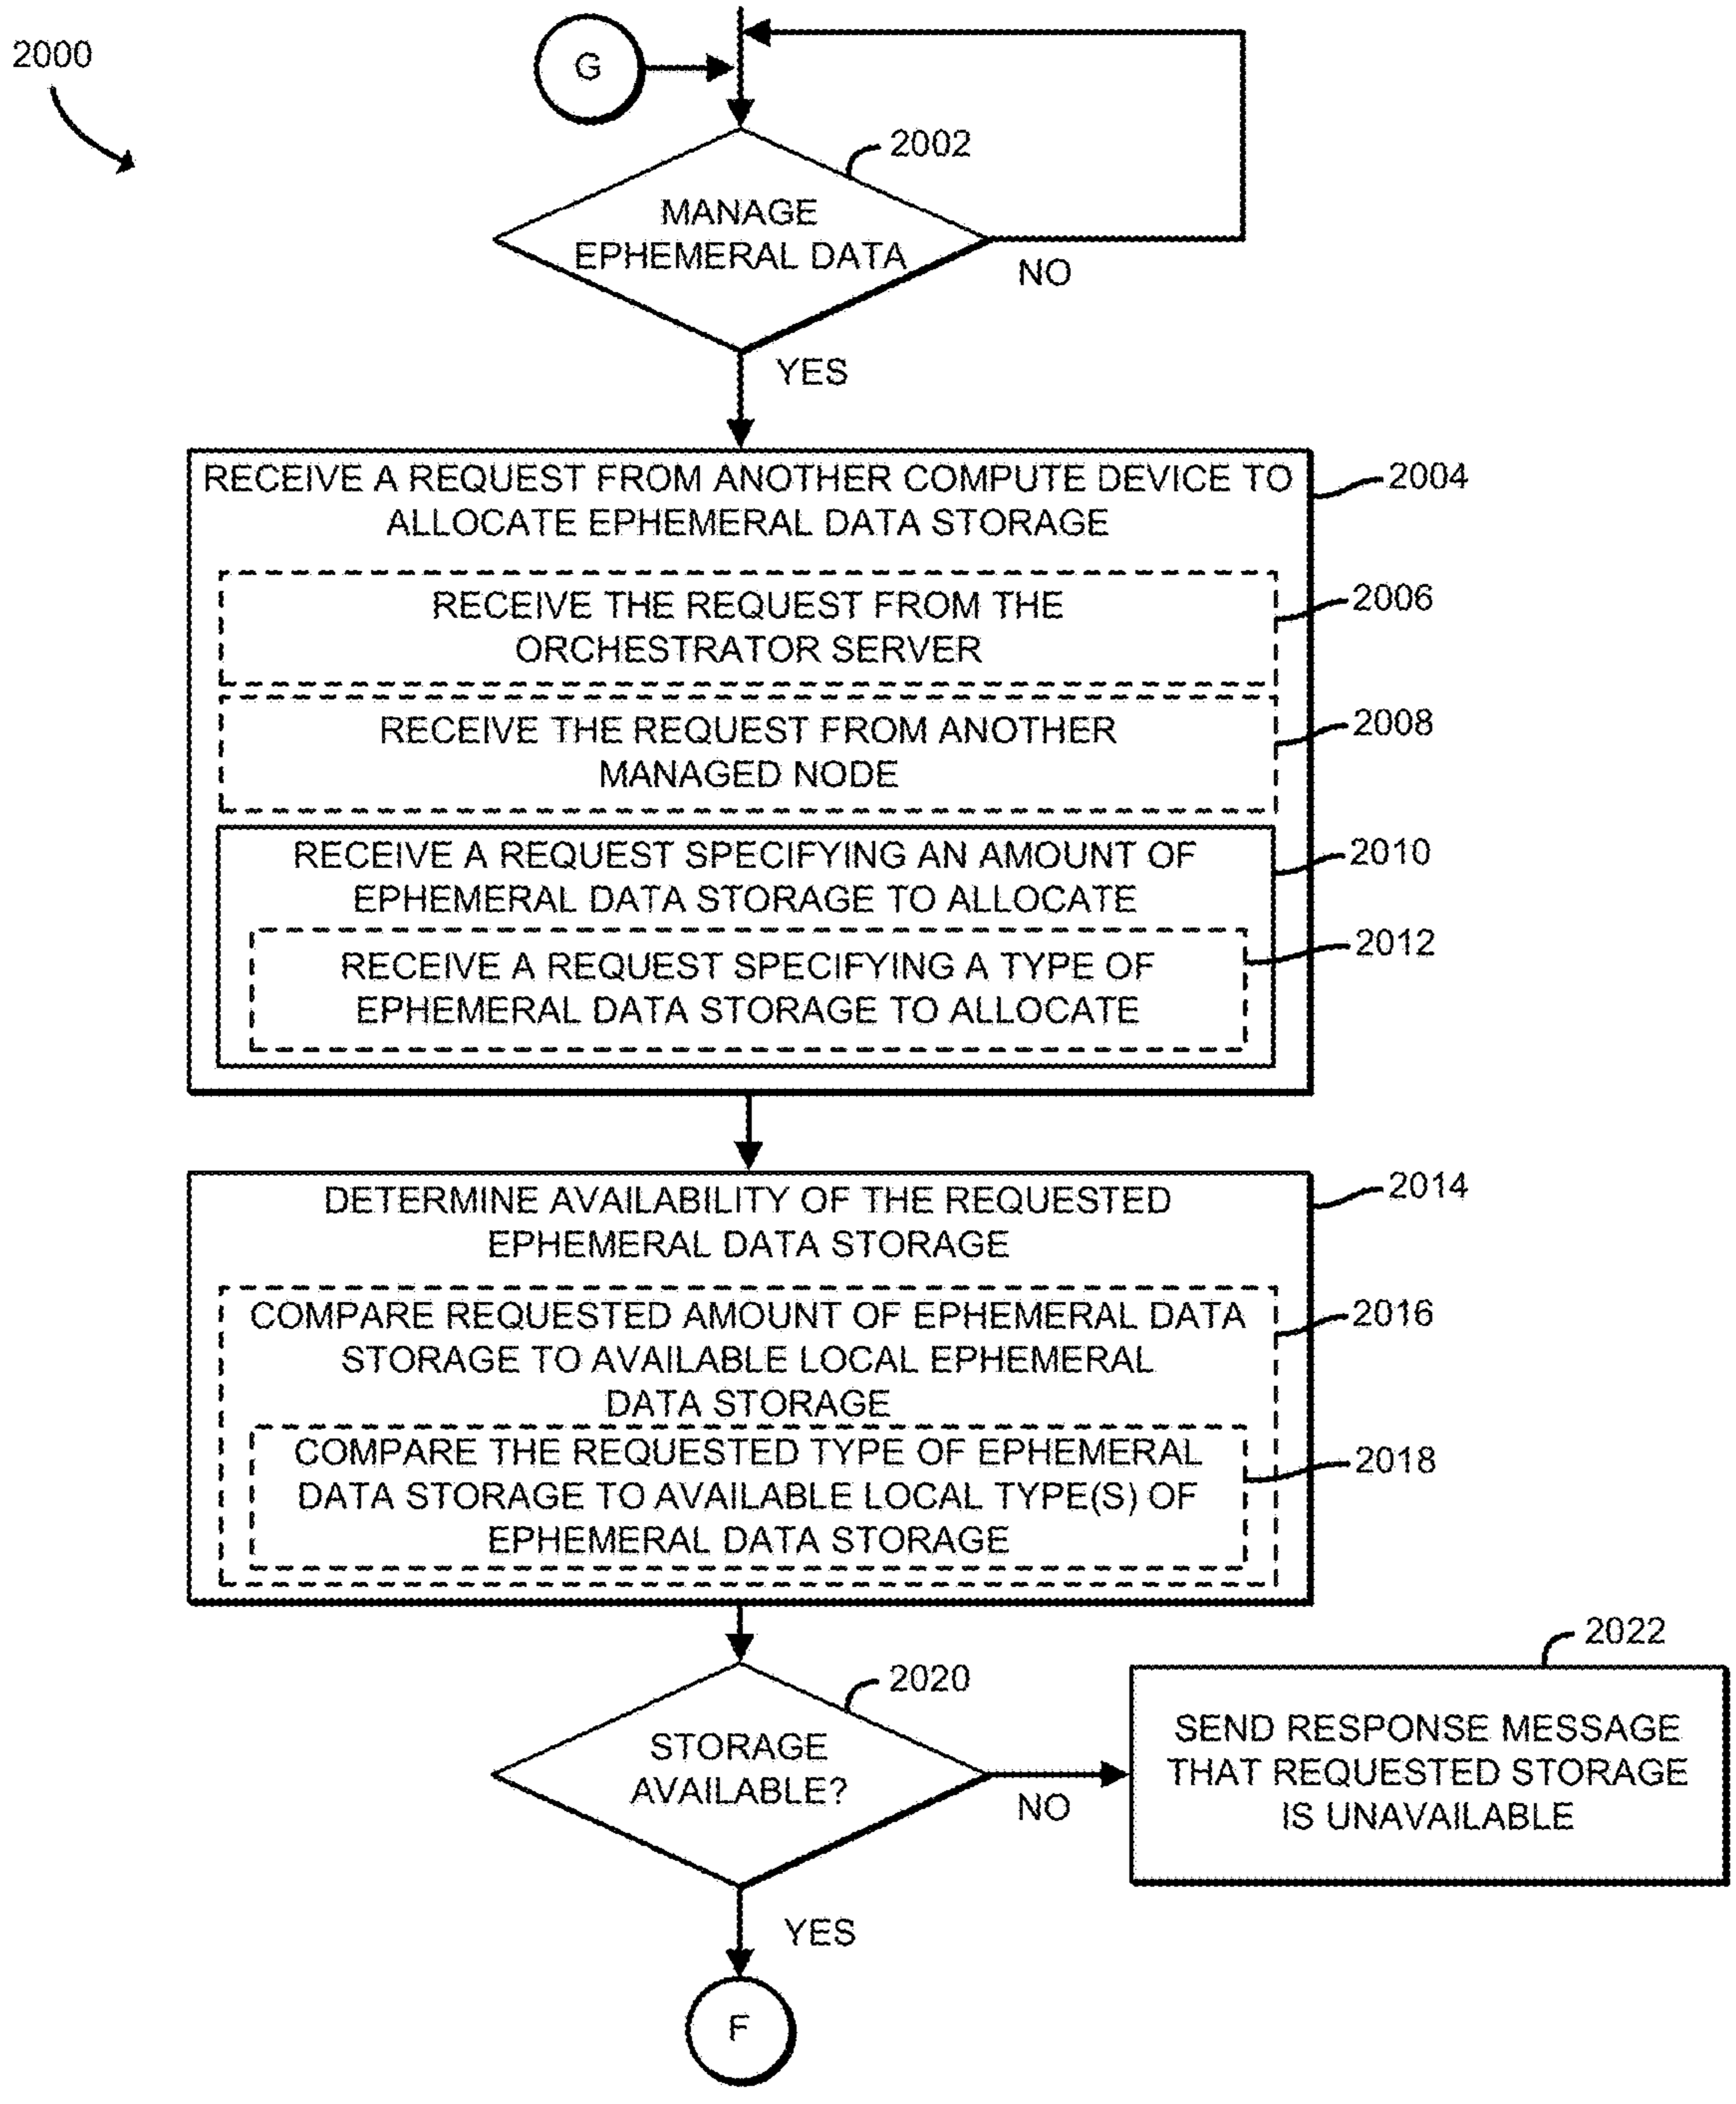 2000
G
2002
MANAGE
EPHEMERAL DATA
NO
YES
RECEIVE A REQUEST FROM ANOTHER COMPUTE DEVICE TO
ALLOCATE EPHEMERAL DATA STORAGE
2004
RECEIVE THE REQUEST FROM THE
ORCHESTRATOR SERVER
2006
RECEIVE THE REQUEST FROM ANOTHER
MANAGED NODE
2008
RECEIVE A REQUEST SPECIFYING AN AMOUNT OF
EPHEMERAL DATA STORAGE TO ALLOCATE
2010
RECEIVE A REQUEST SPECIFYING A TYPE OF
EPHEMERAL DATA STORAGE TO ALLOCATE
2012
DETERMINE AVAILABILITY OF THE REQUESTED
EPHEMERAL DATA STORAGE
2014
COMPARE REQUESTED AMOUNT OF EPHEMERAL DATA
STORAGE TO AVAILABLE LOCAL EPHEMERAL
DATA STORAGE
2016
COMPARE THE REQUESTED TYPE OF EPHEMERAL
DATA STORAGE TO AVAILABLE LOCAL TYPE(S) OF
EPHEMERAL DATA STORAGE
2018
2020
STORAGE
AVAILABLE?
NO
2022
SEND RESPONSE MESSAGE
THAT REQUESTED STORAGE
IS UNAVAILABLE
YES
F